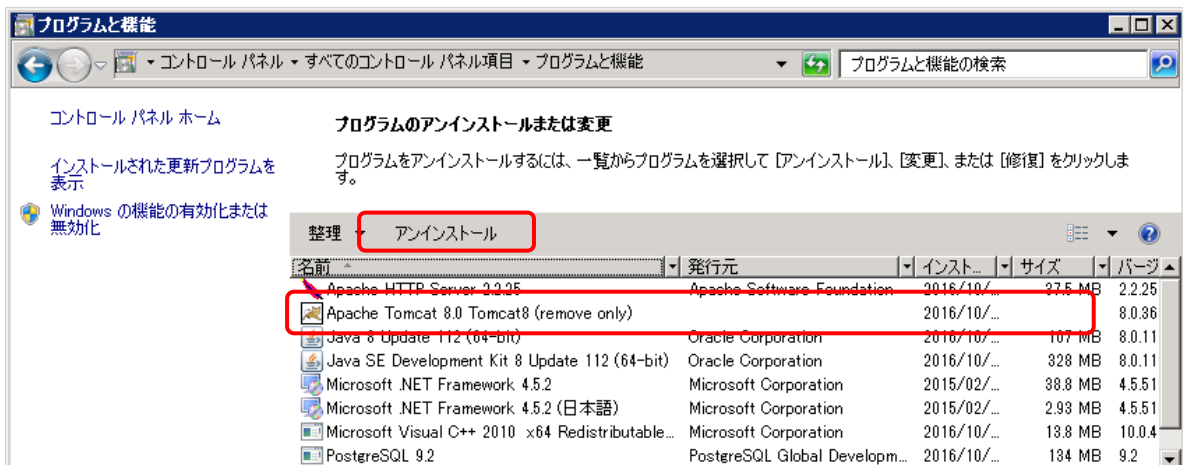 プログラムと機能
コントロール パネル すべてのコントロール パネル項目 プログラムと機能 プログラムと機能の検索
コントロール パネル ホーム
インストールされた更新プログラムを
表示
Windows の機能の有効化または
無効化
プログラムのアンインストールまたは変更
プログラムをアンインストールするには、一覧からプログラムを選択して [アンインストール]、[変更]、または [修復] をクリックしま
す。
整理 アンインストール
名前 発行元 インスト... サイズ バージ
Apache HTTP Server 2.2.25 Apache Software Foundation 2016/10/... 37.5 MB 2.2.25
Apache Tomcat 8.0 Tomcat8 (remove only) 2016/10/... 8.0.36
Java 8 Update 112 (64-bit) Oracle Corporation 2016/10/... 107 MB 8.0.11
Java SE Development Kit 8 Update 112 (64-bit) Oracle Corporation 2016/10/... 328 MB 8.0.11
Microsoft .NET Framework 4.5.2 Microsoft Corporation 2015/02/... 38.8 MB 4.5.51
Microsoft .NET Framework 4.5.2 (日本語) Microsoft Corporation 2015/02/... 2.93 MB 4.5.51
Microsoft Visual C++ 2010 x64 Redistributable... Microsoft Corporation 2016/10/... 13.8 MB 10.0.4
PostgreSQL 9.2 PostgreSQL Global Developm... 2016/10/... 134 MB 9.2